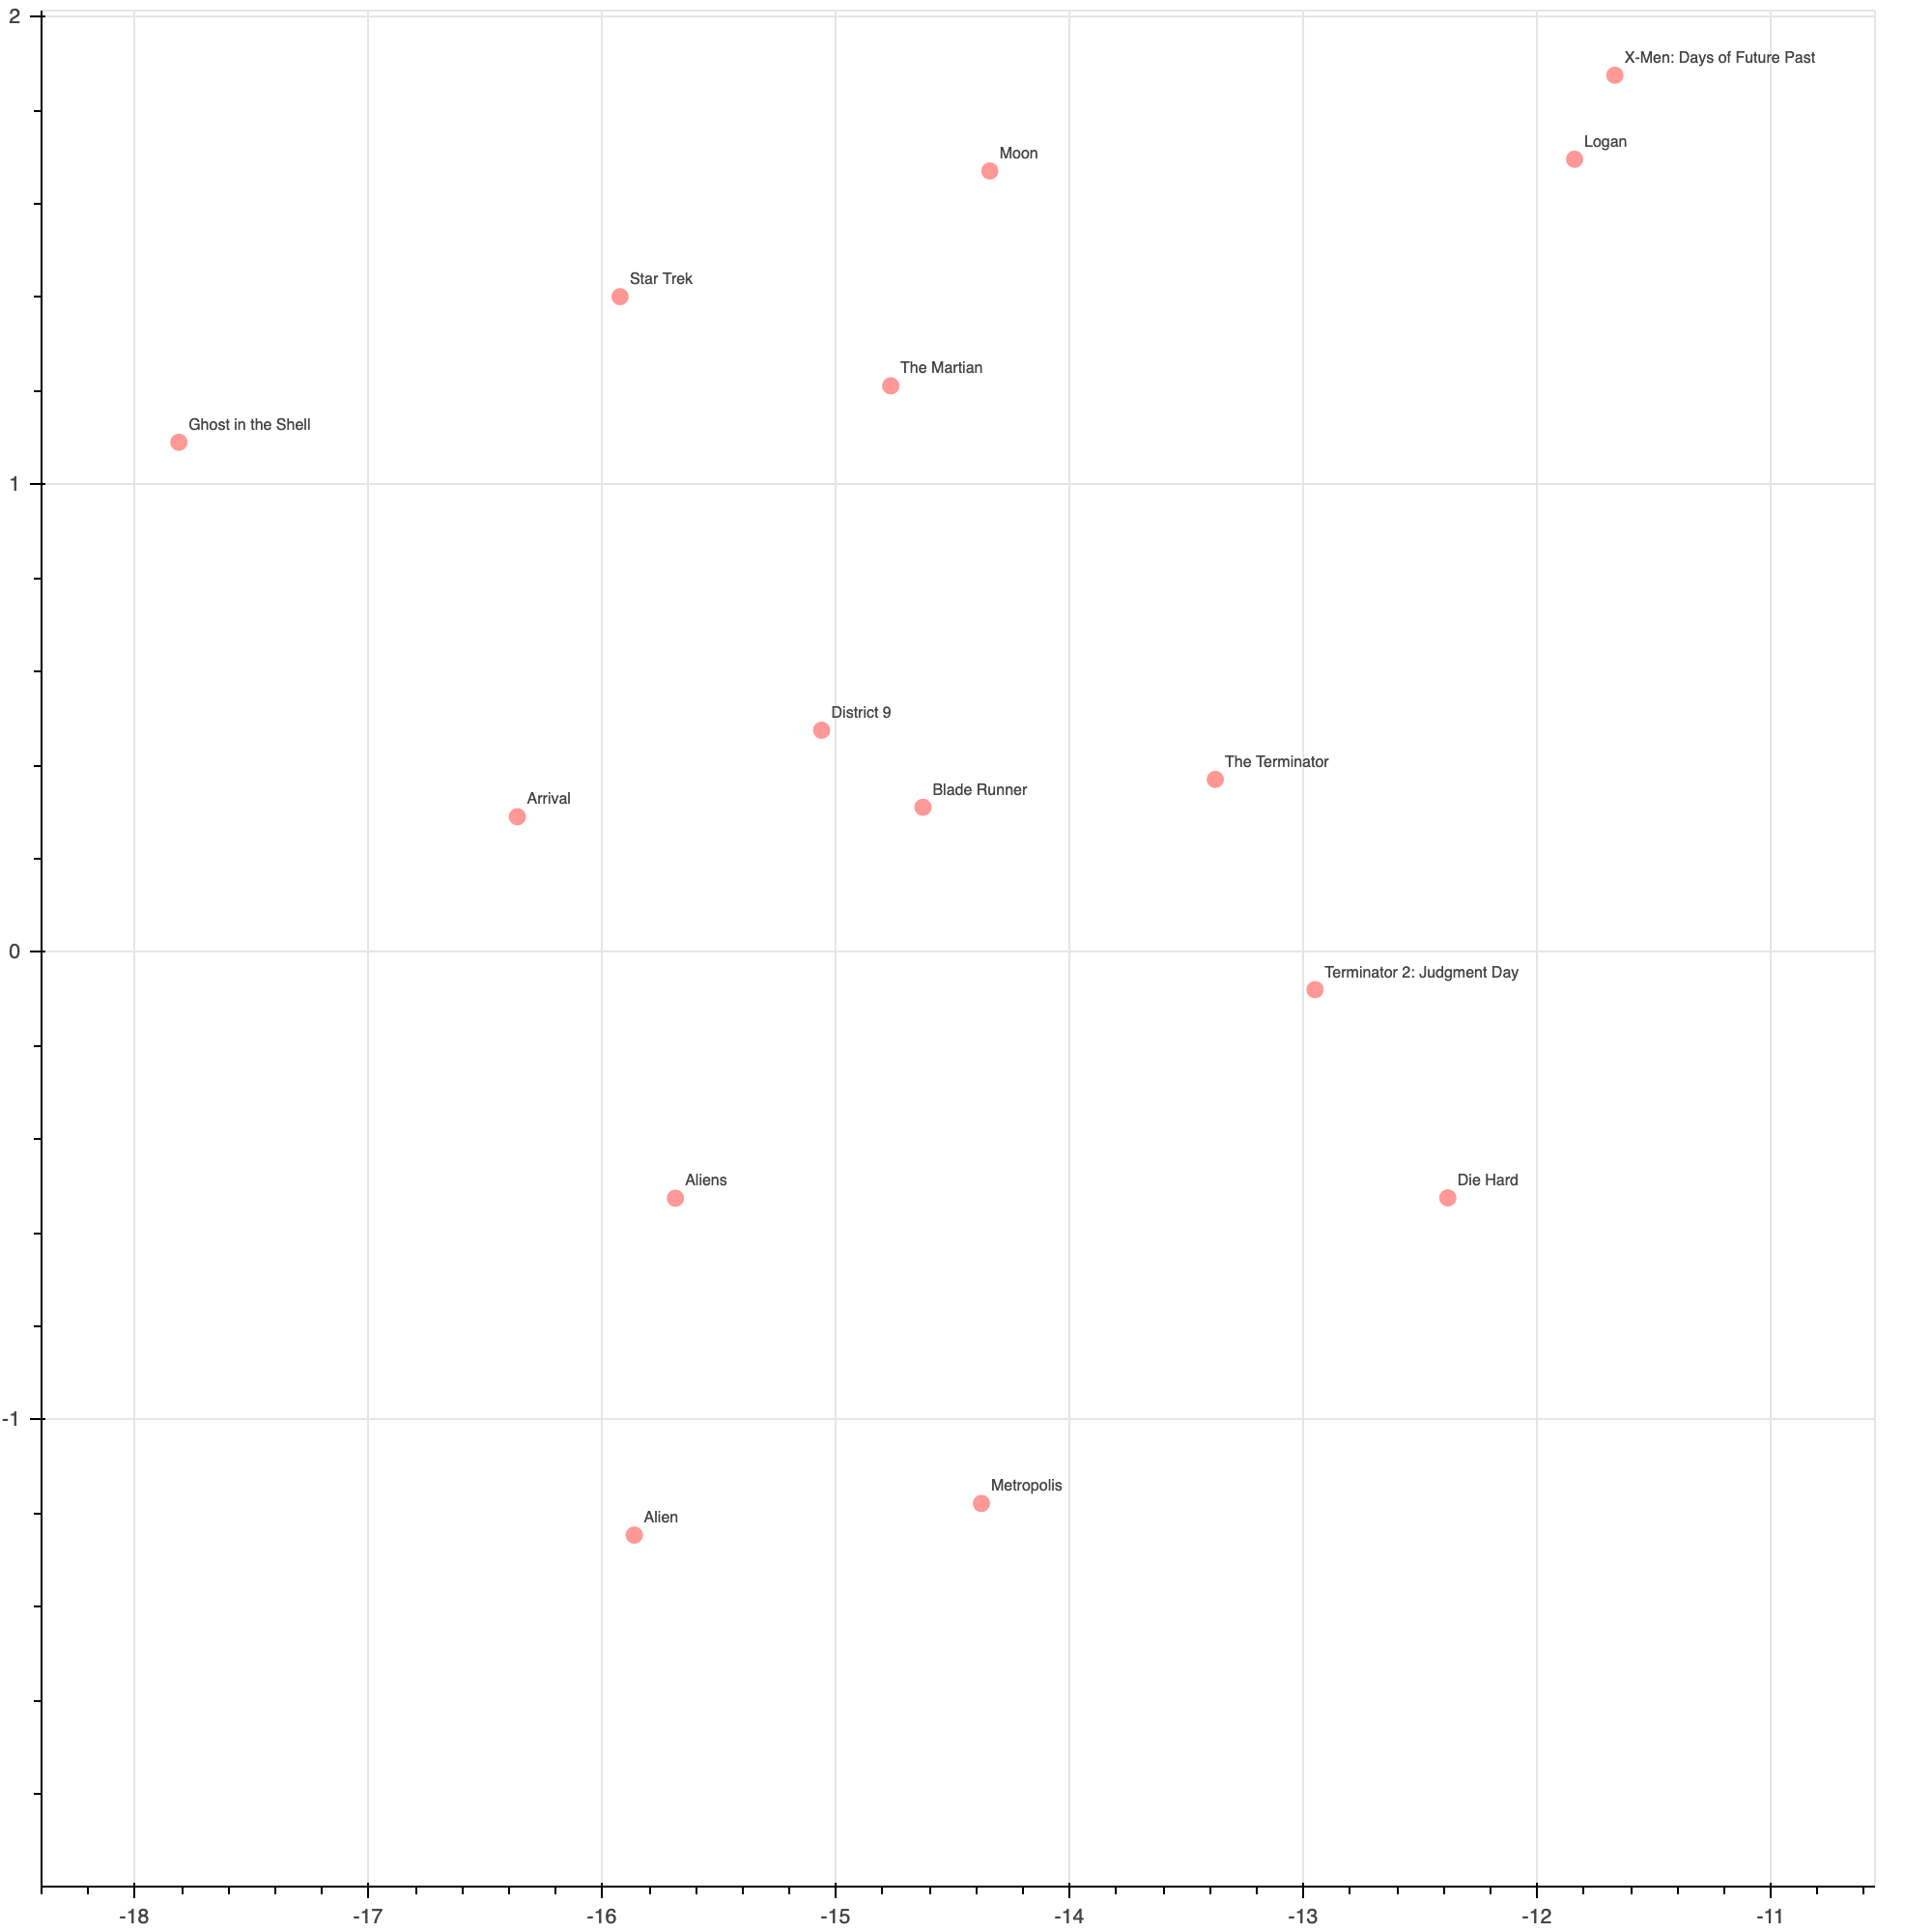 2
X-Men: Days of Future Past
Logan
Moon
Star Trek
The Martian
Ghost in the Shell
1
District 9
The Terminator
Blade Runner
Arrival
0
Terminator 2: Judgment Day
Aliens
Die Hard
-1
Metropolis
Alien
-18 -17 -16 -15 -14 -13 -12 -11